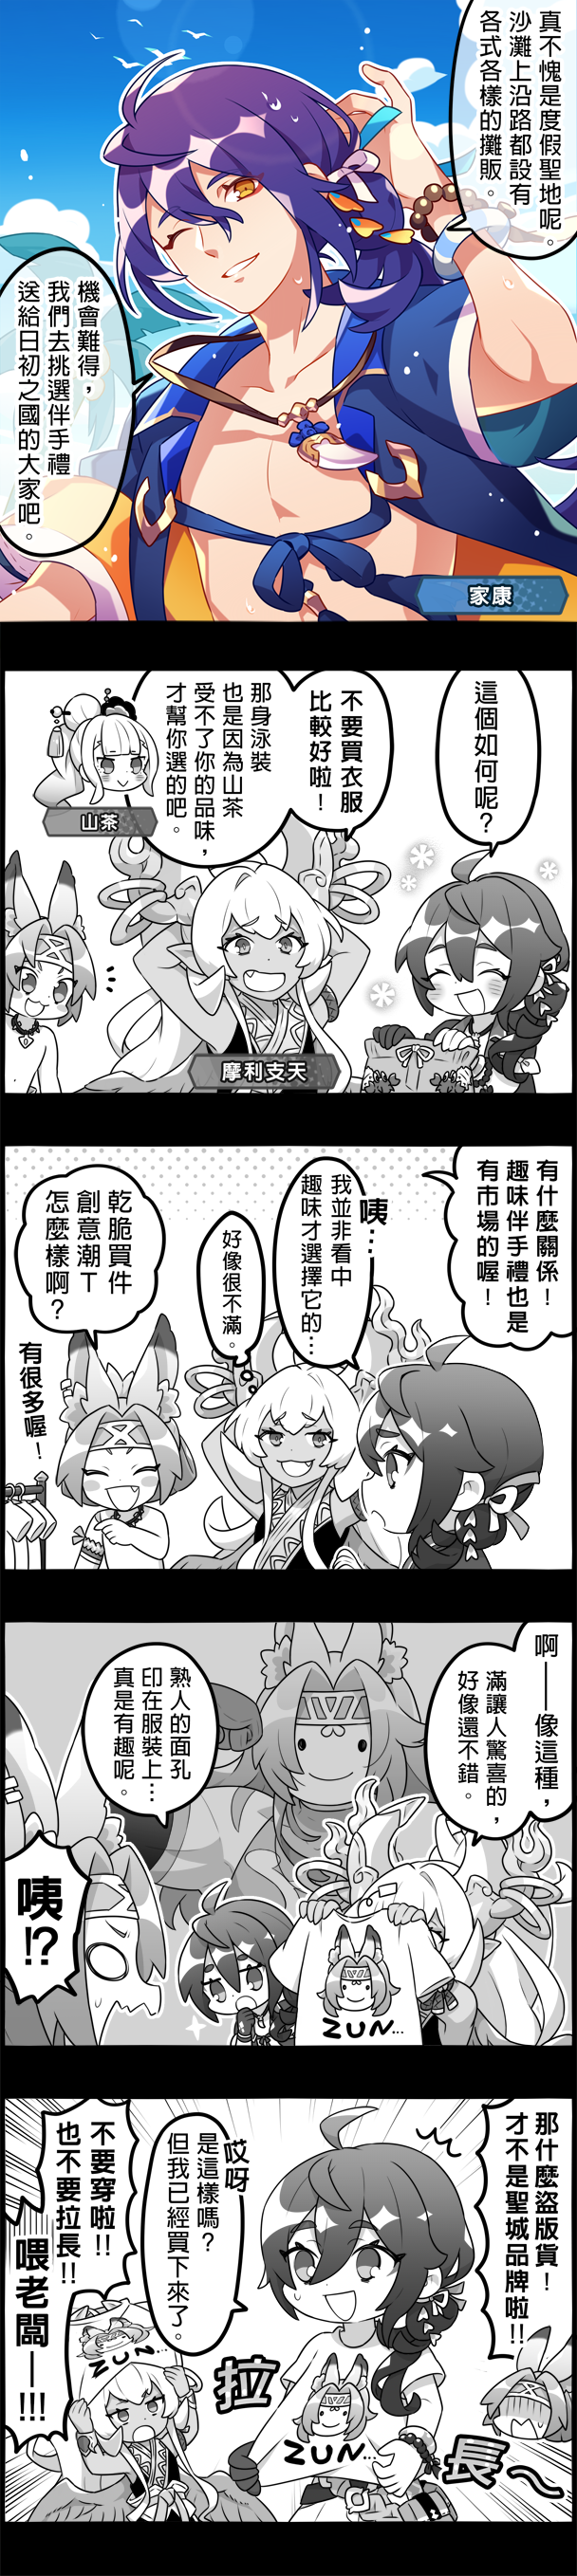 真不愧是度假聖地呢。
沙灘上沿路都設有
各式各樣的攤販。
機會難得，
我們去挑選伴手禮
送給日初之國的大家吧。
家康
這個如何呢？
不要買衣服
比較好啦！
那身泳裝
也是因為山茶
受不了你的品味，
才幫你選的吧。
山茶
摩利支天
有什麼關係！
趣味伴手禮也是
有市場的喔！
咦…
我並非看中
趣味才選擇它的…
好像很不滿。
乾脆買件
創意潮T
怎麼樣啊？
有很多喔！
啊——像這種，
滿讓人驚喜的，
好像還不錯。
熟人的面孔
印在服裝上…
真是有趣呢。
咦!?
ZUN...
那什麼盜版貨！
才不是聖城品牌啦!!
哎呀
是這樣嗎？
但我已經買下來了。
不要穿啦!!
也不要拉長!!
喂老闆—!!!
ZUN...
ZUN...
拉
長～